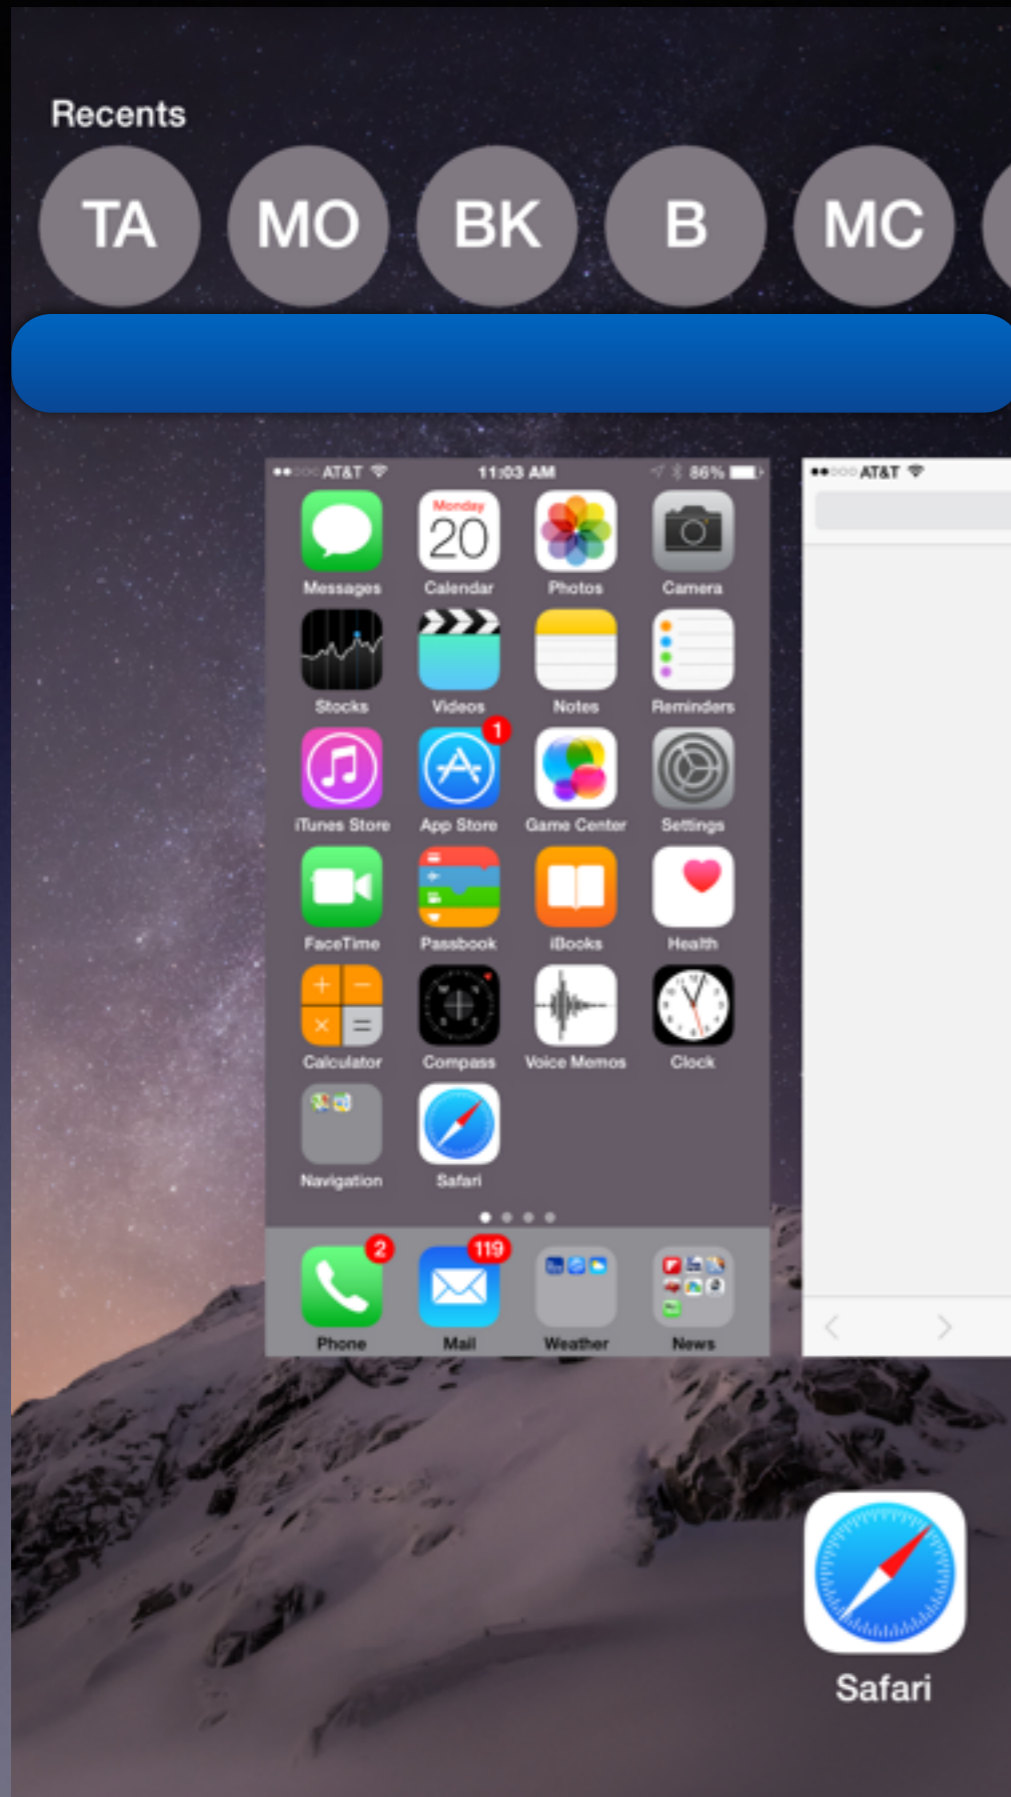 Recents
TA MO BK B MC
AT&T 11:03 AM 86% AT&T
Monday
20
Messages Calendar Photos Camera
Stocks Videos Notes Reminders
1
iTunes Store App Store Game Center Settings
FaceTime Passbook iBooks Health
Calculator Compass Voice Memos Clock
Navigation Safari
2 119
Phone Mail Weather News
Safari